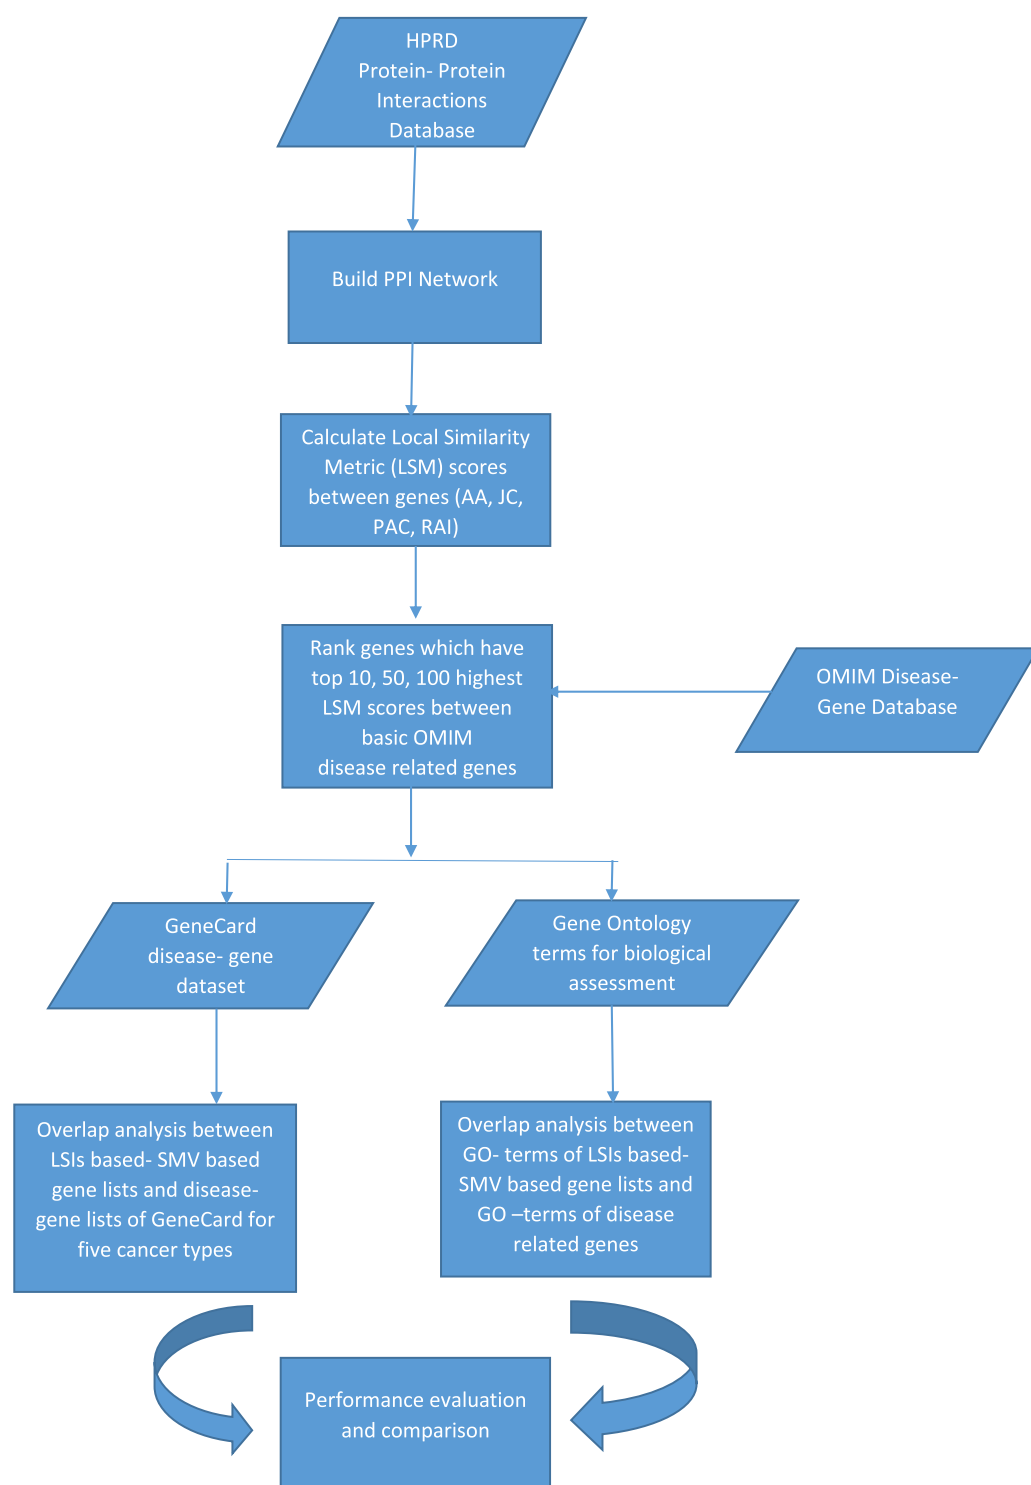 HPRD
Protein- Protein
Interactions
Database
Build PPI Network
Calculate Local Similarity
Metric (LSM) scores
between genes (AA, JC,
PAC, RAI)
Rank genes which have
top 10, 50, 100 highest
LSM scores between
basic OMIM
disease related genes
OMIM Disease-
Gene Database
GeneCard
disease- gene
dataset
Gene Ontology
terms for biological
assessment
Overlap analysis between
LSIs based- SMV based
gene lists and disease-
gene lists of GeneCard for
five cancer types
Overlap analysis between
GO- terms of LSIs based-
SMV based gene lists and
GO –terms of disease
related genes
Performance evaluation
and comparison